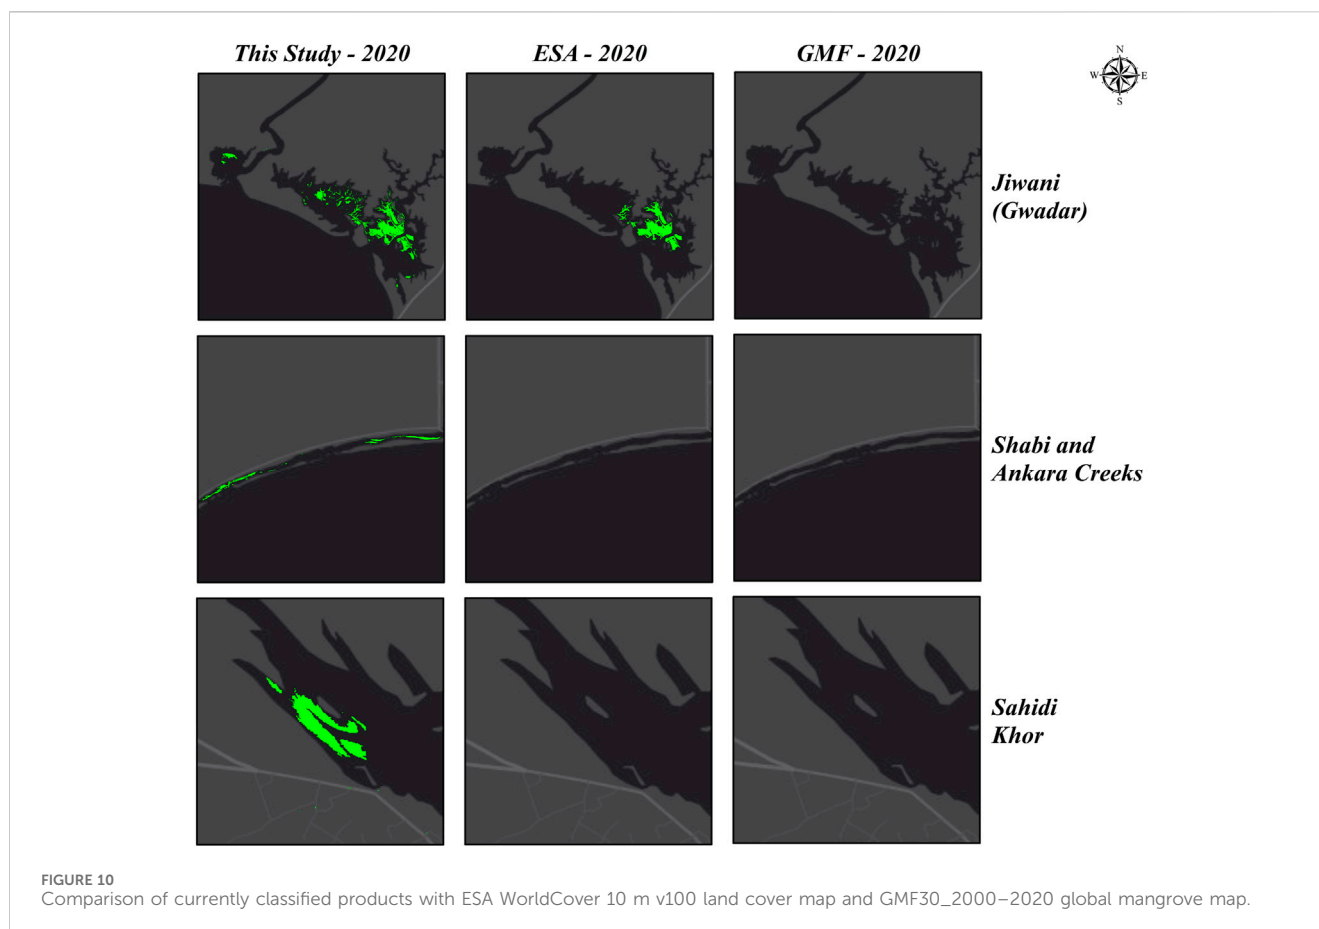 This Study - 2020
ESA - 2020
GMF - 2020
N
W
E
S
Jiwani
(Gwadar)
Shabi and
Ankara Creeks
Sahidi
Khor
FIGURE 10
Comparison of currently classified products with ESA WorldCover 10 m v100 land cover map and GMF30_2000–2020 global mangrove map.